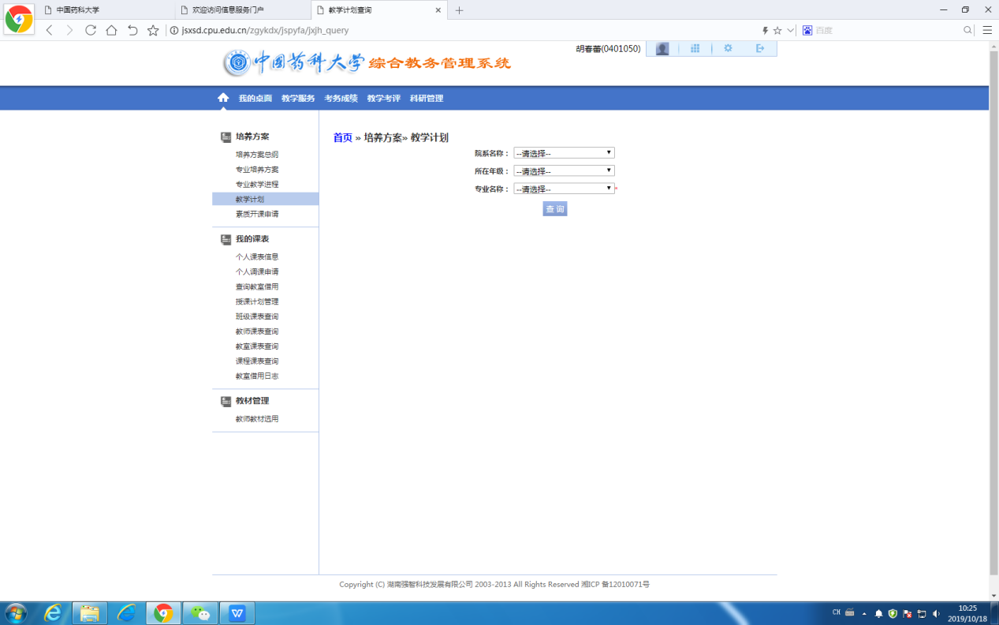 中国药科大学
欢迎访问信息服务门户
教学计划查询
jsxsd.cpu.edu.cn/zgykdx/jspyfa/jxjh_query
百度
中国药科大学 综合教务管理系统
胡春蕾(0401050)
我的桌面 教学服务 考务成绩 教学考评 科研管理
培养方案
培养方案总纲
专业培养方案
专业教学进程
教学计划
素质开课申请
我的课表
个人课表信息
个人调课申请
查询教室借用
授课计划管理
班级课表查询
教师课表查询
教室课表查询
课程课表查询
教室借用日志
教材管理
教师教材选用
首页 » 培养方案» 教学计划
院系名称： --请选择--
所在年级： --请选择--
专业名称： --请选择-- *
查 询
Copyright (C) 湖南强智科技发展有限公司 2003-2013 All Rights Reserved 湘ICP 备12010071号
CH
10:25
2019/10/18